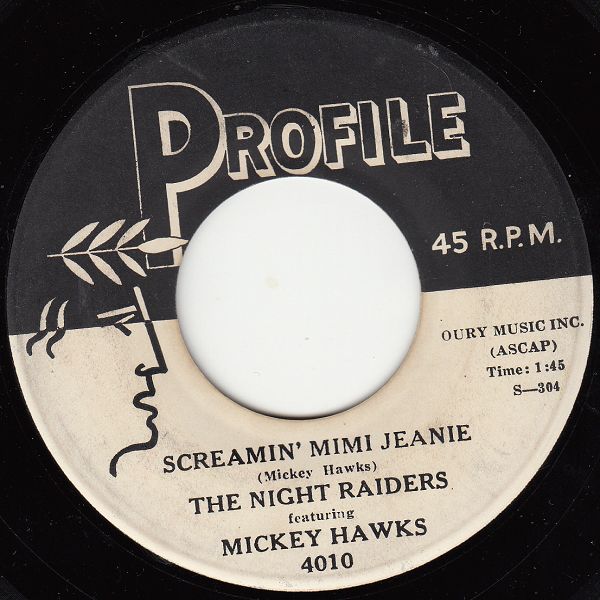 PROFILE
45 R.P.M.
OURY MUSIC INC.
(ASCAP)
Time: 1:45
S—304
SCREAMIN' MIMI JEANIE
(Mickey Hawks)
THE NIGHT RAIDERS
featuring
MICKEY HAWKS
4010